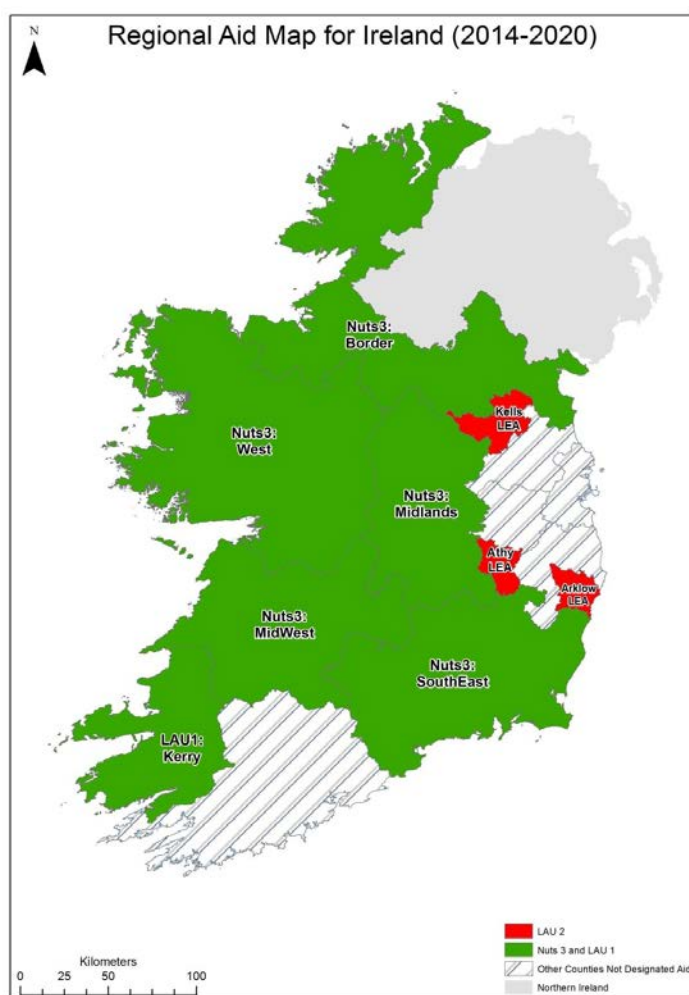 Regional Aid Map for Ireland (2014-2020)
N
Nuts3:
Border
Kells
LEA
Nuts3:
West
Nuts3:
Midlands
Athy
LEA
Arklow
LEA
Nuts3:
MidWest
Nuts3:
SouthEast
LAU1:
Kerry
LAU 2
Nuts 3 and LAU 1
Other Counties Not Designated Aid
Northern Ireland
Kilometers
0 25 50 100